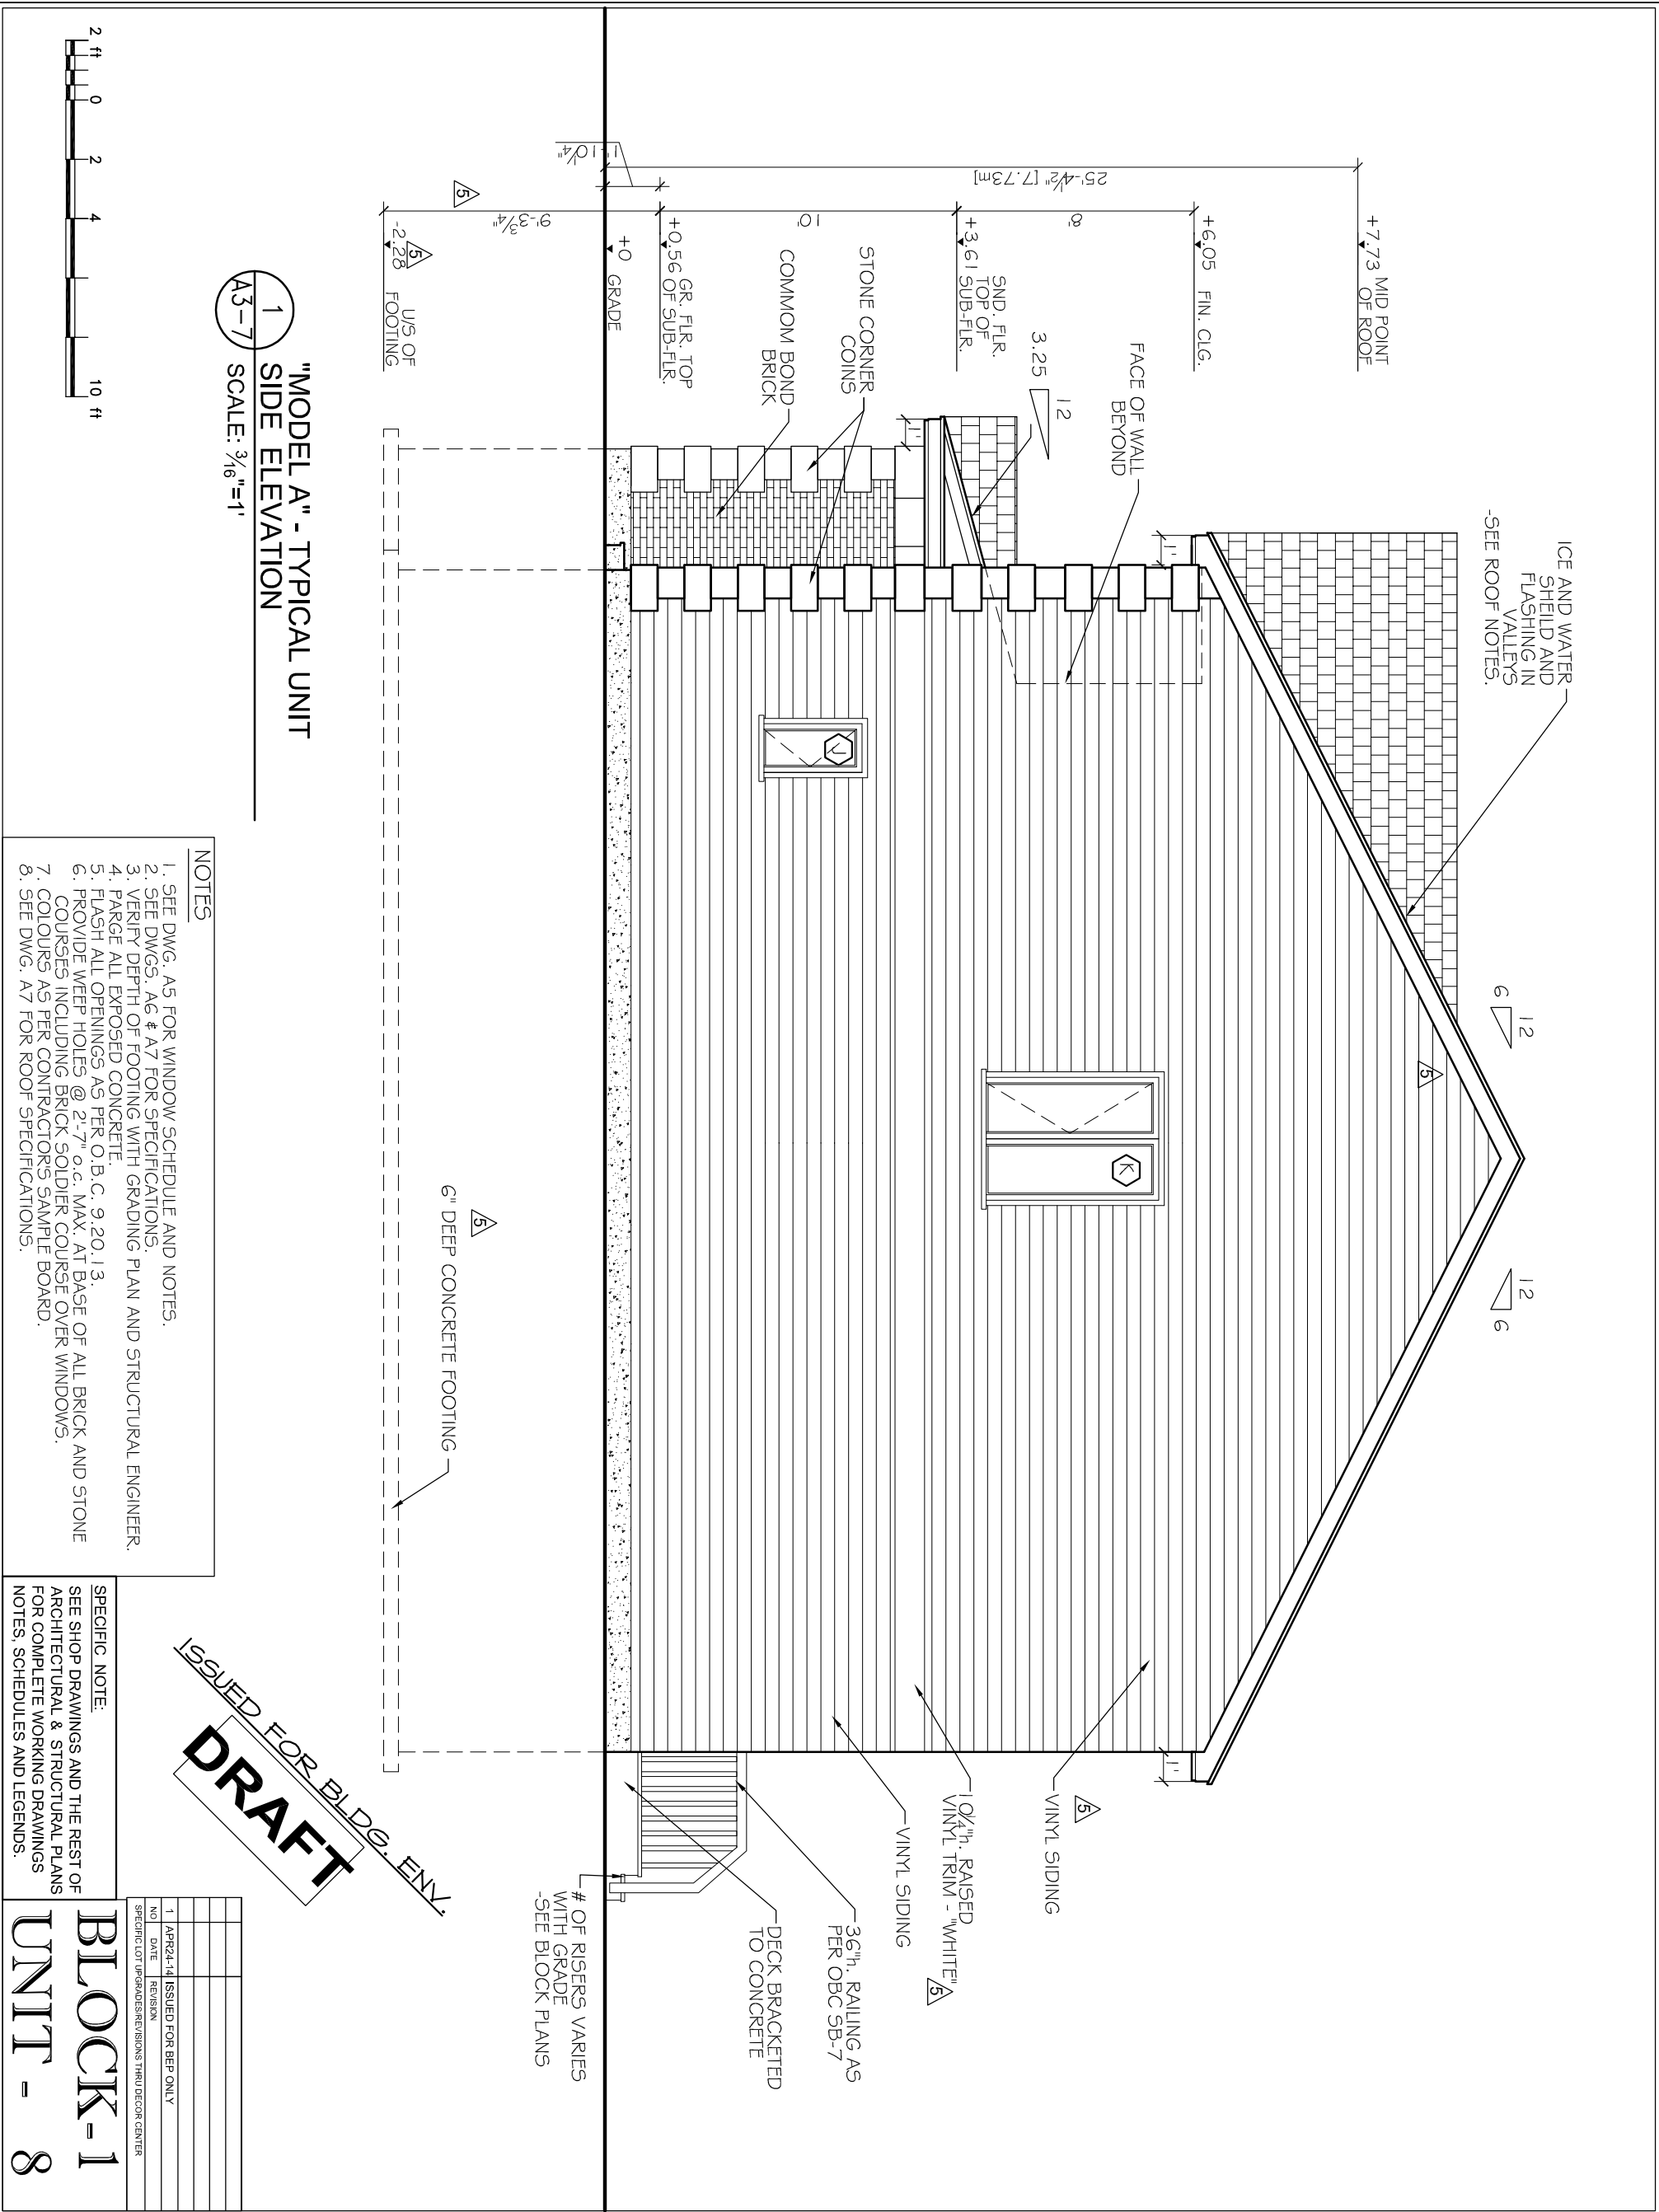 ICE AND WATER
SHEILD AND
FLASHING IN
VALLEYS
-SEE ROOF NOTES.
12
6
12
6
5
+7.73 MID POINT
OF ROOF
+6.05 FIN. CLG.
SND. FLR.
TOP OF
+3.61 SUB-FLR.
GR. FLR. TOP
+0.56 OF SUB-FLR.
+0 GRADE
5
-2.28 U/S OF
FOOTING
25'-4½" [7.73m]
8'
10'
1'-10¼"
9'-3¾"
5
FACE OF WALL
BEYOND
12
3.25
STONE CORNER
COINS
COMMOM BOND
BRICK
1'
1'
1'
J
K
5
VINYL SIDING
10¼"h. RAISED
VINYL TRIM - "WHITE"
5
VINYL SIDING
36"h. RAILING AS
PER OBC SB-7
DECK BRACKETED
TO CONCRETE
# OF RISERS VARIES
WITH GRADE
-SEE BLOCK PLANS
5
6" DEEP CONCRETE FOOTING
1
A3-7
"MODEL A" - TYPICAL UNIT
SIDE ELEVATION
SCALE: 3/16"=1'
2 ft 0 2 4 10 ft
NOTES
1. SEE DWG. A5 FOR WINDOW SCHEDULE AND NOTES.
2. SEE DWGS. A6 & A7 FOR SPECIFICATIONS.
3. VERIFY DEPTH OF FOOTING WITH GRADING PLAN AND STRUCTURAL ENGINEER.
4. PARGE ALL EXPOSED CONCRETE.
5. FLASH ALL OPENINGS AS PER O.B.C. 9.20.13.
6. PROVIDE WEEP HOLES @ 2'-7" o.c. MAX. AT BASE OF ALL BRICK AND STONE
COURSES INCLUDING BRICK SOLDIER COURSE OVER WINDOWS.
7. COLOURS AS PER CONTRACTOR'S SAMPLE BOARD.
8. SEE DWG. A7 FOR ROOF SPECIFICATIONS.
ISSUED FOR BLDG. ENV.
DRAFT
SPECIFIC NOTE:
SEE SHOP DRAWINGS AND THE REST OF
ARCHITECTURAL & STRUCTURAL PLANS
FOR COMPLETE WORKING DRAWINGS
NOTES, SCHEDULES AND LEGENDS.
1 APR24-14 ISSUED FOR BEP ONLY
NO DATE REVISION
SPECIFIC LOT UPGRADES/REVISIONS THRU DECOR CENTER
BLOCK-1
UNIT - 8